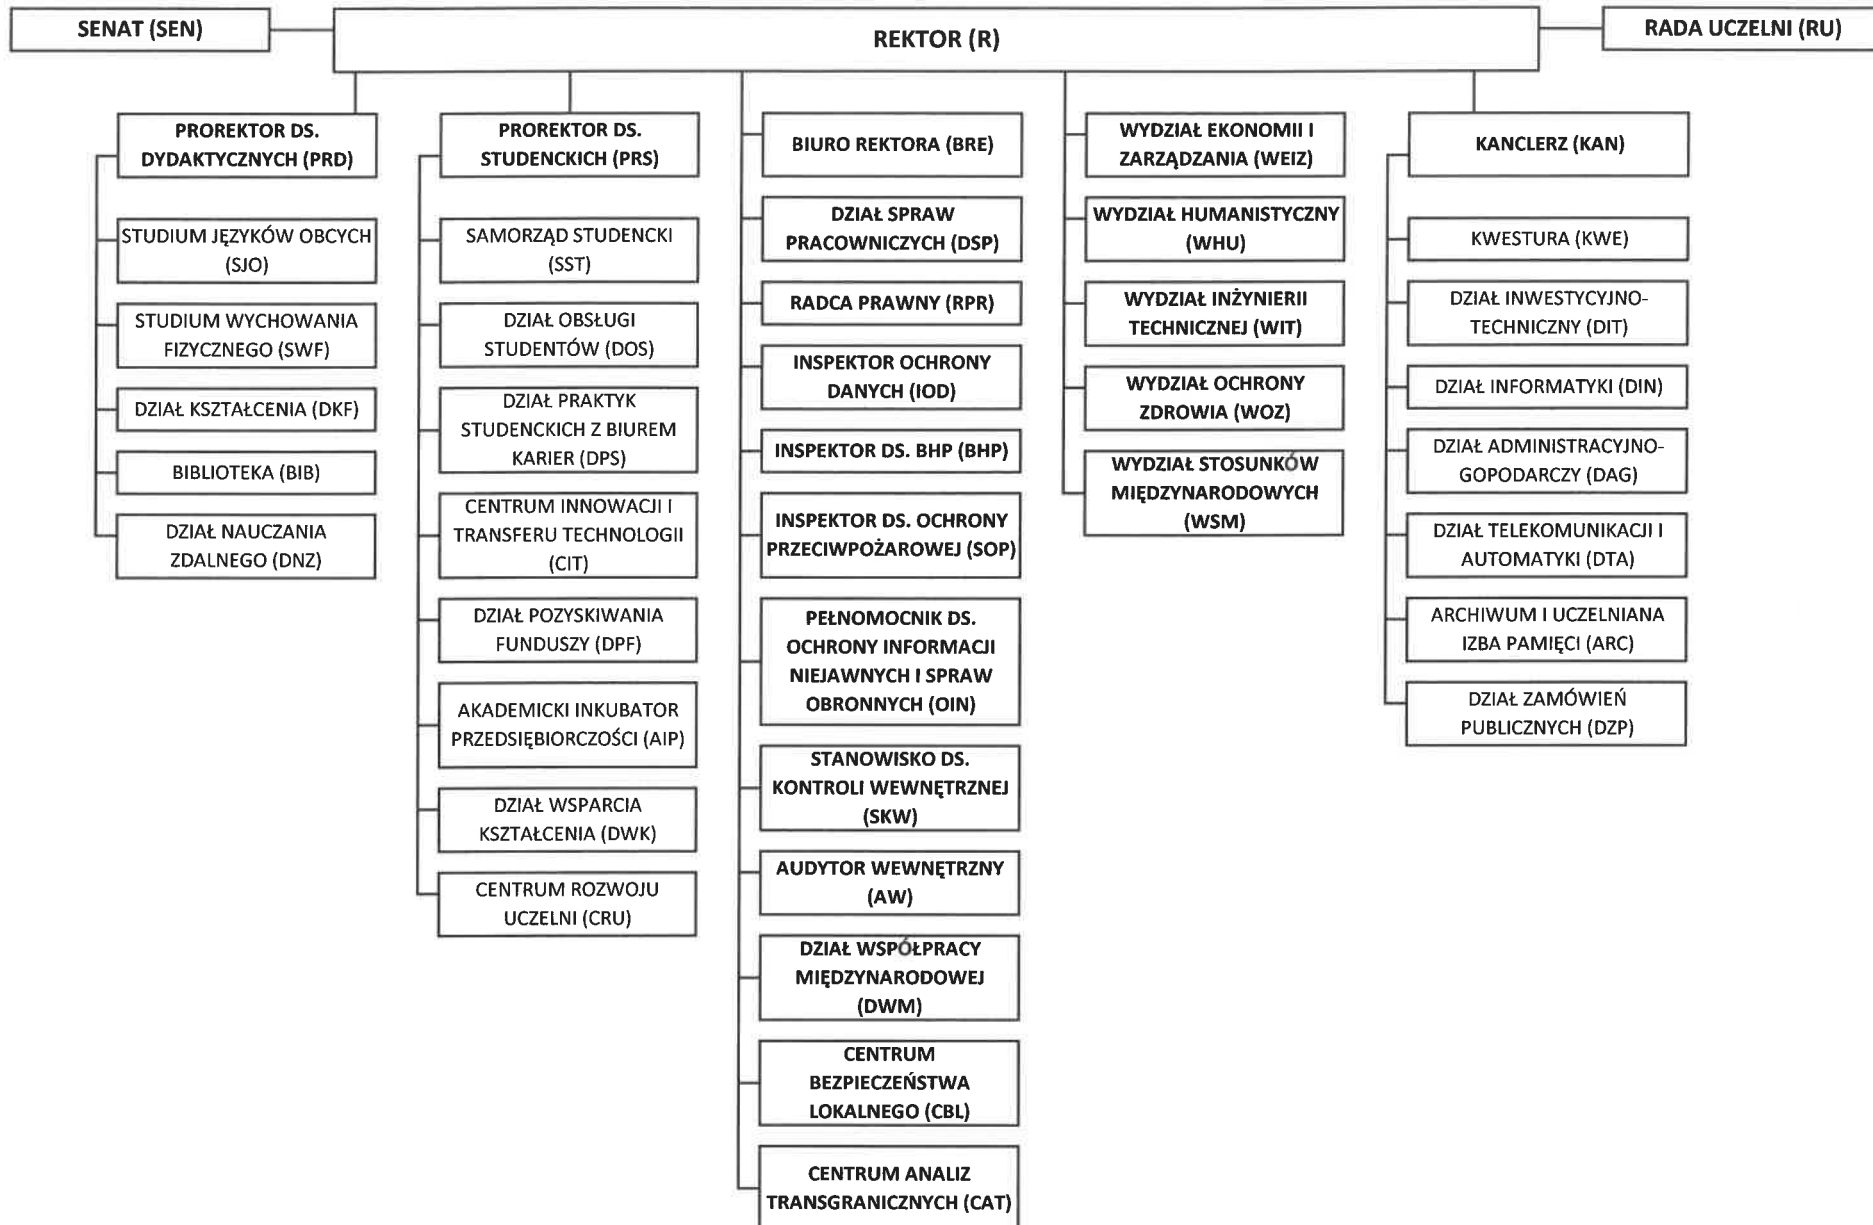 SENAT (SEN)
REKTOR (R)
RADA UCZELNI (RU)
PROREKTOR DS.
DYDAKTYCZNYCH (PRD)
STUDIUM JĘZYKÓW OBCYCH
(SJO)
STUDIUM WYCHOWANIA
FIZYCZNEGO (SWF)
DZIAŁ KSZTAŁCENIA (DKF)
BIBLIOTEKA (BIB)
DZIAŁ NAUCZANIA
ZDALNEGO (DNZ)
PROREKTOR DS.
STUDENCKICH (PRS)
SAMORZĄD STUDENCKI
(SST)
DZIAŁ OBSŁUGI
STUDENTÓW (DOS)
DZIAŁ PRAKTYK
STUDENCKICH Z BIUREM
KARIER (DPS)
CENTRUM INNOWACJI I
TRANSFERU TECHNOLOGII
(CIT)
DZIAŁ POZYSKIWANIA
FUNDUSZY (DPF)
AKADEMICKI INKUBATOR
PRZEDSIĘBIORCZOŚCI (AIP)
DZIAŁ WSPARCIA
KSZTAŁCENIA (DWK)
CENTRUM ROZWOJU
UCZELNI (CRU)
BIURO REKTORA (BRE)
DZIAŁ SPRAW
PRACOWNICZYCH (DSP)
RADCA PRAWNY (RPR)
INSPEKTOR OCHRONY
DANYCH (IOD)
INSPEKTOR DS. BHP (BHP)
INSPEKTOR DS. OCHRONY
PRZECIWPOŻAROWEJ (SOP)
PEŁNOMOCNIK DS.
OCHRONY INFORMACJI
NIEJAWNYCH I SPRAW
OBRONNYCH (OIN)
STANOWISKO DS.
KONTROLI WEWNĘTRZNEJ
(SKW)
AUDYTOR WEWNĘTRZNY
(AW)
DZIAŁ WSPÓŁPRACY
MIĘDZYNARODOWEJ
(DWM)
CENTRUM
BEZPIECZEŃSTWA
LOKALNEGO (CBL)
CENTRUM ANALIZ
TRANSGRANICZNYCH (CAT)
WYDZIAŁ EKONOMII I
ZARZĄDZANIA (WEIZ)
WYDZIAŁ HUMANISTYCZNY
(WHU)
WYDZIAŁ INŻYNIERII
TECHNICZNEJ (WIT)
WYDZIAŁ OCHRONY
ZDROWIA (WOZ)
WYDZIAŁ STOSUNKÓW
MIĘDZYNARODOWYCH
(WSM)
KANCLERZ (KAN)
KWESTURA (KWE)
DZIAŁ INWESTYCYJNO-
TECHNICZNY (DIT)
DZIAŁ INFORMATYKI (DIN)
DZIAŁ ADMINISTRACYJNO-
GOPODARCZY (DAG)
DZIAŁ TELEKOMUNIKACJI I
AUTOMATYKI (DTA)
ARCHIWUM I UCZELNIANA
IZBA PAMIĘCI (ARC)
DZIAŁ ZAMÓWIEŃ
PUBLICZNYCH (DZP)